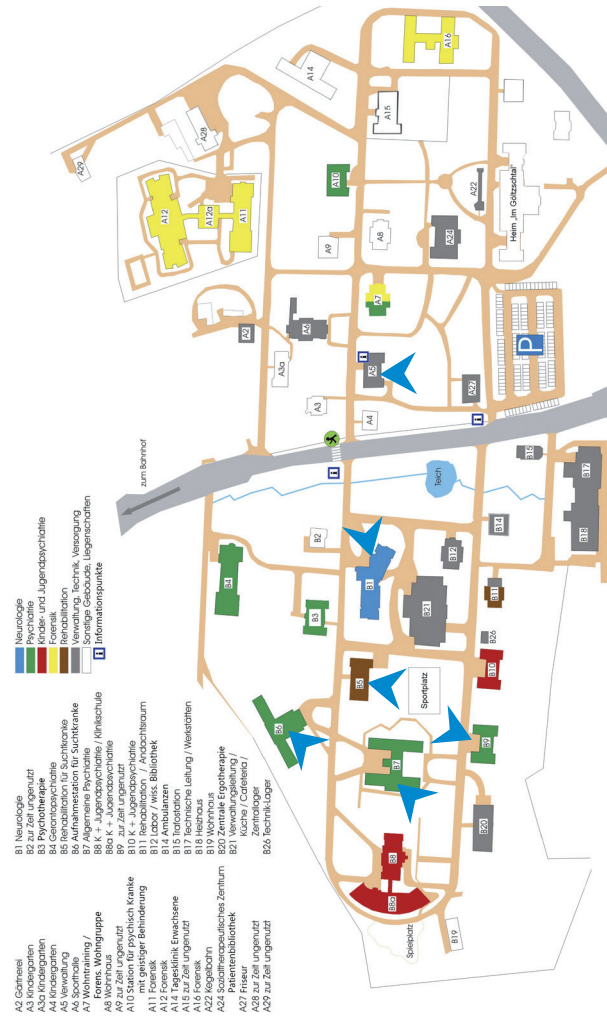 A2 Gärtnerei
A3 Kindergarten
A3a Kindergarten
A4 Kindergarten
A5 Verwaltung
A6 Sporthalle
A7 Wohntraining /
Forens. Wohngruppe
A8 Wohnhaus
A9 zur Zeit ungenutzt
A10 Station für psychisch Kranke
mit geistiger Behinderung
A11 Forensik
A12 Forensik
A14 Tagesklinik Erwachsene
A15 zur Zeit ungenutzt
A16 Forensik
A22 Kegelbahn
A24 Sozialtherapeutisches Zentrum
Patientenbibliothek
A27 Friseur
A28 zur Zeit ungenutzt
A29 zur Zeit ungenutzt
B1 Neurologie
B2 zur Zeit ungenutzt
B3 Psychotherapie
B4 Gerontopsychiatrie
B5 Rehabilitation für Suchtkranke
B6 Aufnahmestation für Suchtkranke
B7 Allgemeine Psychiatrie
B8 K + Jugendpsychiatrie / Klinikschule
B8a K + Jugendpsychiatrie
B9 zur Zeit ungenutzt
B10 K + Jugendpsychiatrie
B11 Rehabilitation / Andachtsraum
B12 Labor / wiss. Bibliothek
B14 Ambulanzen
B15 Trafostation
B17 Technische Leitung / Werkstätten
B18 Heizhaus
B19 Wohnhaus
B20 Zentrale Ergotherapie
B21 Verwaltungsleitung /
Küche / Cafeteria /
Zentrallager
B26 Technik-Lager
Neurologie
Psychiatrie
Kinder- und Jugendpsychiatrie
Forensik
Rehabilitation
Verwaltung, Technik, Versorgung
Sonstige Gebäude, Liegenschaften
i Informationspunkte
zum Bahnhof
A29
A28
A12
A12a
A11
A14
A16
A15
A10
A9
A8
A22
A24
Heim "Im Göltzschtal"
A2
A6
A3a
A7
i
A5
A3
A4
A27
P
i
i
B4
B2
B3
B1
Teich
B15
B14
B12
B17
B18
B21
B11
B26
B10
B5
Sportplatz
B6
B7
B9
B20
B8
B8a
Spielplatz
B19